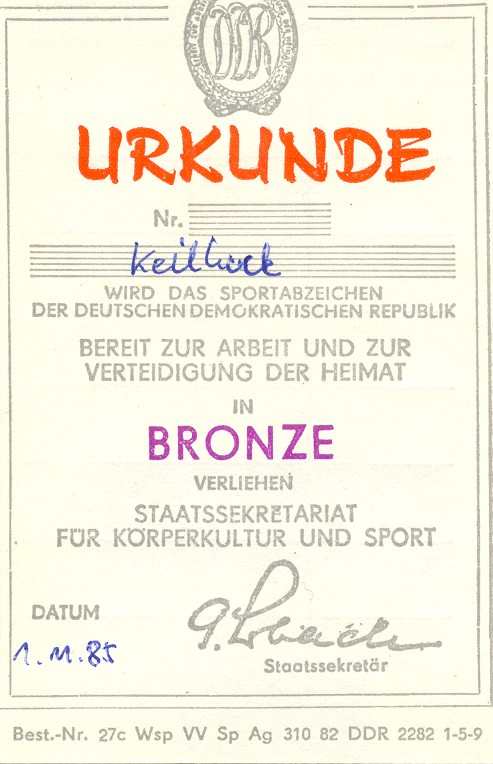 DDR
URKUNDE
Nr.
WIRD DAS SPORTABZEICHEN
DER DEUTSCHEN DEMOKRATISCHEN REPUBLIK
BEREIT ZUR ARBEIT UND ZUR
VERTEIDIGUNG DER HEIMAT
IN
BRONZE
VERLIEHEN
STAATSSEKRETARIAT
FÜR KÖRPERKULTUR UND SPORT
DATUM
G. Erbach
1.11.85
Staatssekretär
Best.-Nr. 27c Wsp VV Sp Ag 310 82 DDR 2282 1-5-9